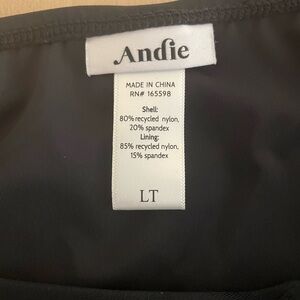 Andie
MADE IN CHINA
RN# 165598
Shell:
80% recycled nylon,
20% spandex
Lining:
85% recycled nylon,
15% spandex
LT